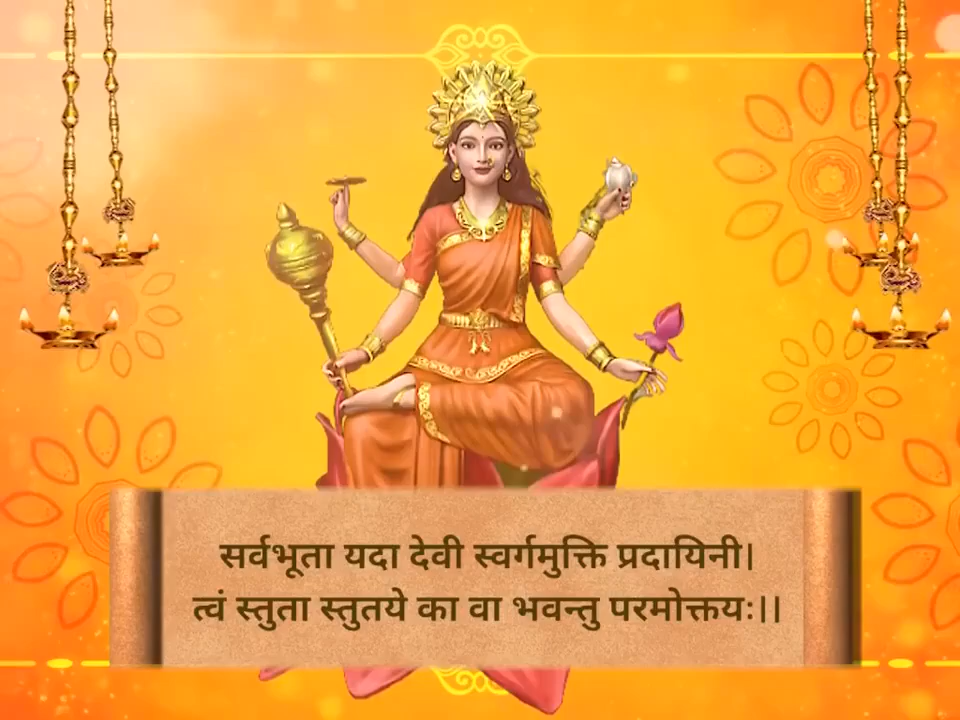 सर्वभूता यदा देवी स्वर्गमुक्ति प्रदायिनी।
त्वं स्तुता स्तुतये का वा भवन्तु परमोक्तयः।।